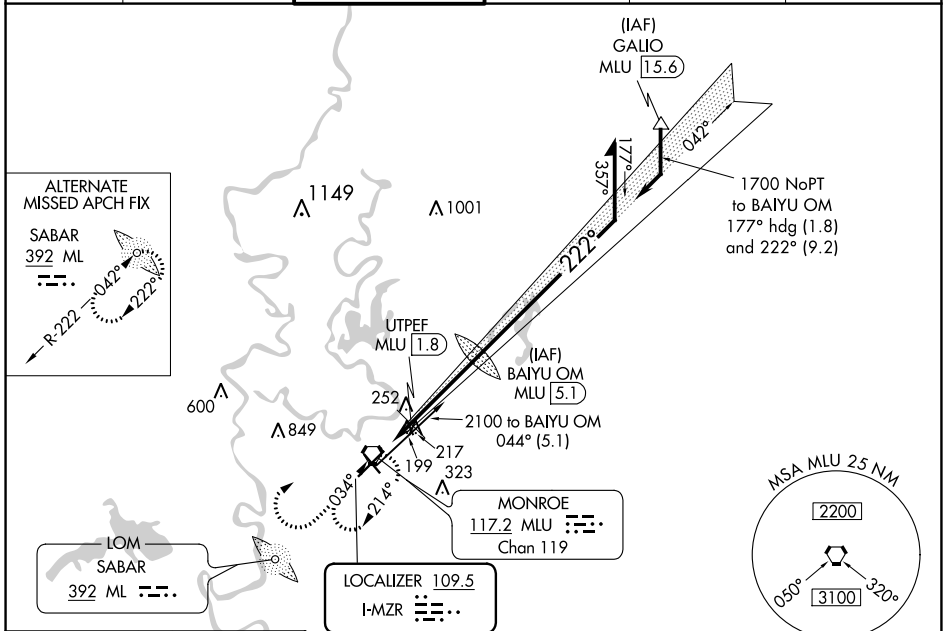 (IAF)
GALIO
MLU 15.6
042°
177°
357°
1700 NoPT
to BAIYU OM
177° hdg (1.8)
and 222° (9.2)
ALTERNATE
MISSED APCH FIX
SABAR
392 ML
042°
222°
R-222
1149
1001
222°
UTPEF
MLU 1.8
(IAF)
BAIYU OM
MLU 5.1
600
252
849
2100 to BAIYU OM
044° (5.1)
217
199
323
034°
214°
MONROE
117.2 MLU
Chan 119
LOM
SABAR
392 ML
LOCALIZER 109.5
I-MZR
MSA MLU 25 NM
2200
050°
320°
3100